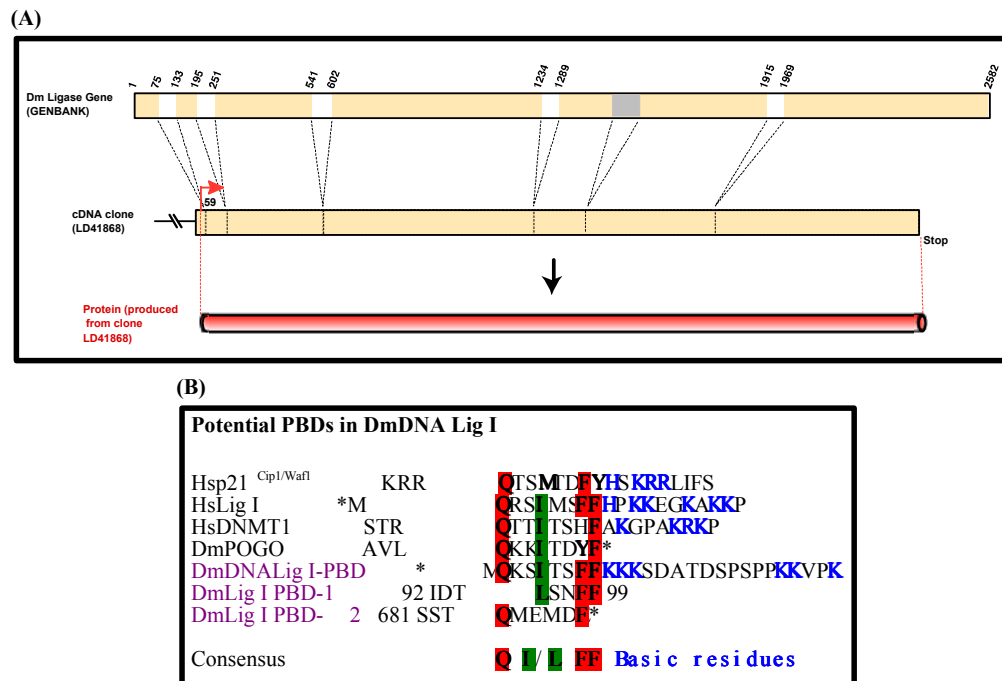 (A)
1 75 133 195 251 541 602 1234 1289 1915 1969 2582
Dm Ligase Gene
(GENBANK)
59
cDNA clone
(LD41868)
Stop
Protein (produced
from clone
LD41868)
(B)
Potential PBDs in DmDNA Lig I
Hsp21 Cip1/Waf1 KRR QTSMTDFYHSKRRLIFS
HsLig I *M QRSIMSFFHPKKEGKAKKP
HsDNMT1 STR QTTITSHFAKGPAKRKP
DmPOGO AVL QKKITDYF*
DmDNALig I-PBD * MQKSITSFFKKKSDATDSPSPPKKVPK
DmLig I PBD-1 92 IDT LSNFF 99
DmLig I PBD- 2 681 SST QMEMDF*
Consensus Q I/ L FF Basic residues